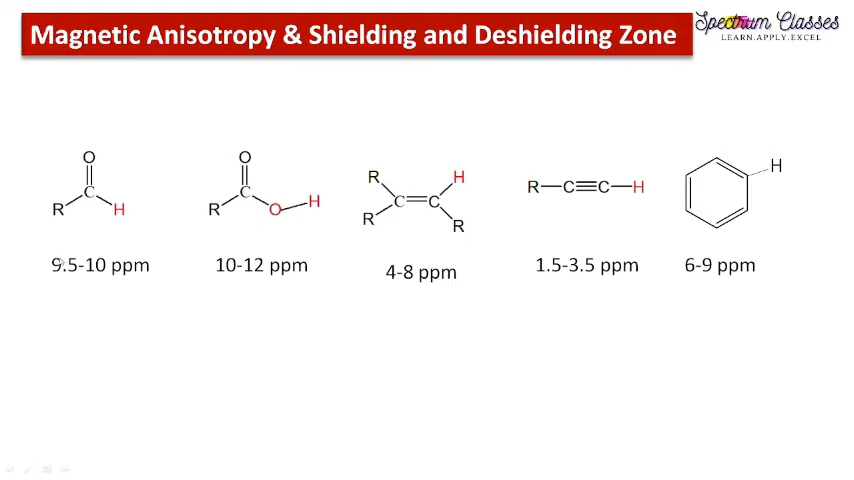 Magnetic Anisotropy & Shielding and Deshielding Zone
Spectrum Classes
LEARN.APPLY.EXCEL
O
C
R
H
O
C
R
O
H
R
H
C
C
R
R
R
C
C
H
H
9.5-10 ppm
10-12 ppm
4-8 ppm
1.5-3.5 ppm
6-9 ppm